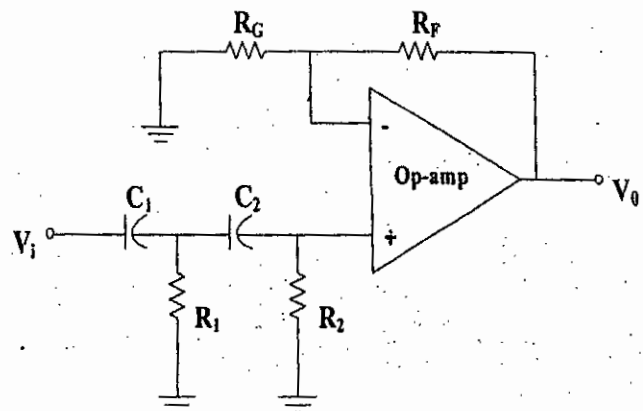 R_G R_F
-
Op-amp
V_0
C_1 C_2
V_i
+
R_1 R_2